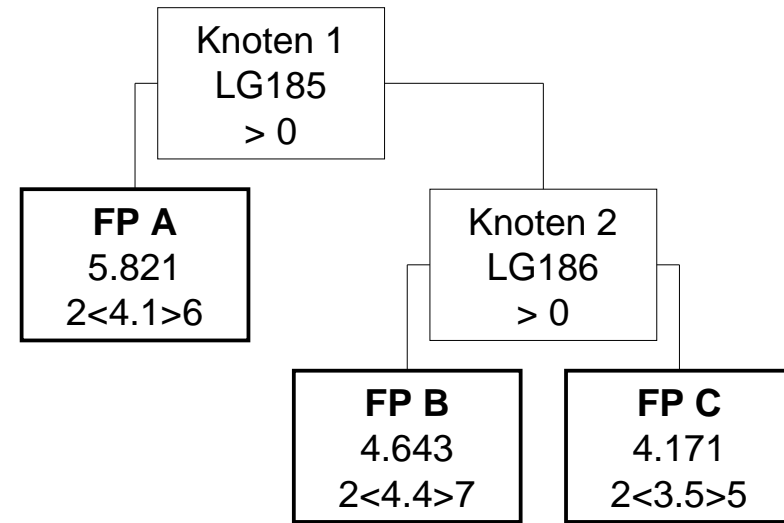 Knoten 1
LG185
> 0
FP A
5.821
2<4.1>6
Knoten 2
LG186
> 0
FP B
4.643
2<4.4>7
FP C
4.171
2<3.5>5